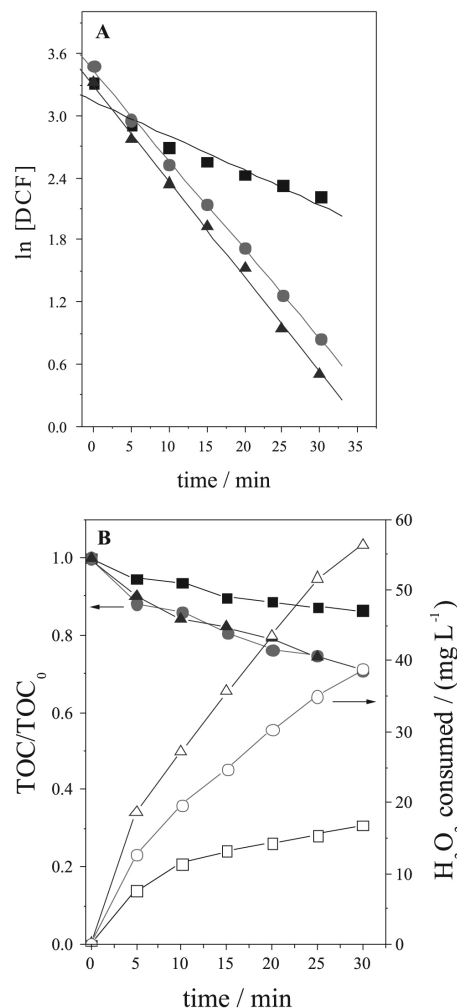 A
3.6
3.0
2.4
1.8
1.2
0.6
0.0
ln [DCF]
0 5 10 15 20 25 30 35
time / min
B
1.0
0.8
0.6
0.4
0.2
0.0
TOC/TOC₀
60
50
40
30
20
10
0
H₂O₂ consumed / (mg L⁻¹)
0 5 10 15 20 25 30
time / min